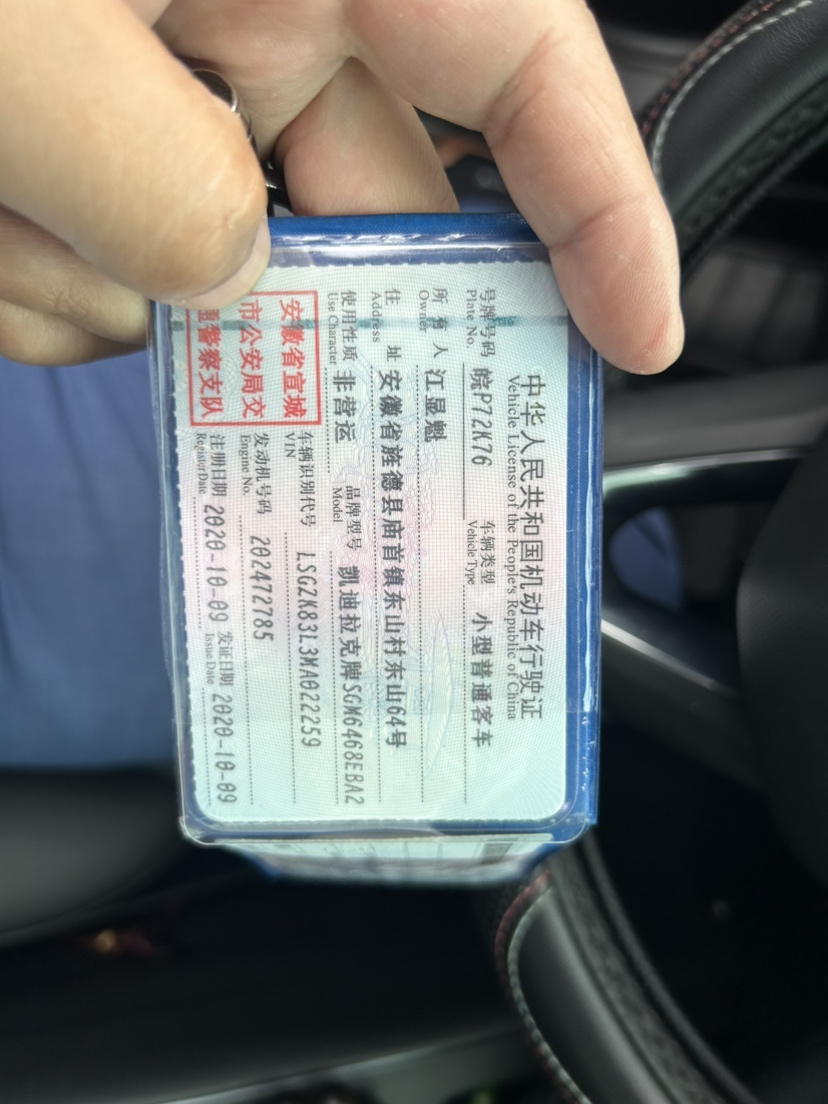 中华人民共和国机动车行驶证
Vehicle License of the People's Republic of China
号牌号码 皖P72K76 车辆类型 小型普通客车
Plate No. Vehicle Type
所有人 江显魁
Owner
住址 安徽省旌德县庙首镇东山村东山64号
Address
使用性质 非营运 品牌型号 凯迪拉克牌SGM6468EBA2
Use Character Model
车辆识别代号 LSGZK83L3MA022259
VIN
发动机号码 202472785
Engine No.
注册日期 2020-10-09 发证日期 2020-10-09
Register Date Issue Date
安徽省宣城
市公安局交
警察支队